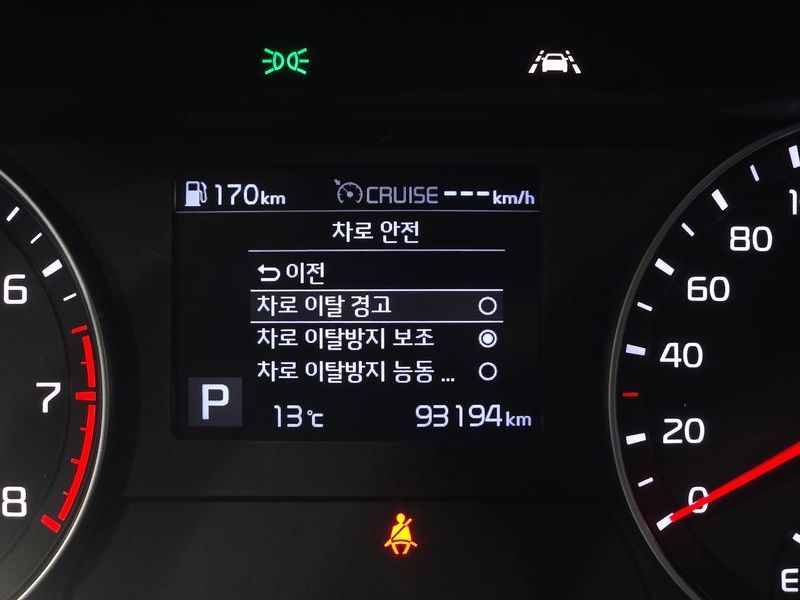 170km CRUISE ---km/h
차로 안전
이전
차로 이탈 경고
차로 이탈방지 보조
차로 이탈방지 능동 ...
P 13℃ 93194km
6
7
8
80
60
40
20
0
E